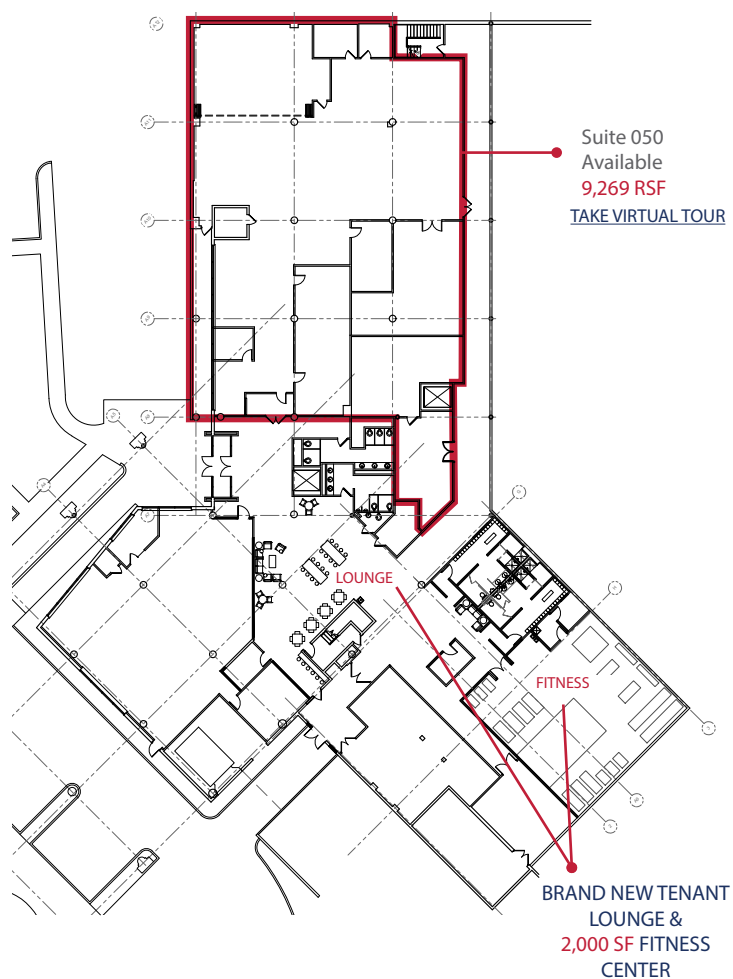 Suite 050
Available
9,269 RSF
TAKE VIRTUAL TOUR
LOUNGE
FITNESS
BRAND NEW TENANT
LOUNGE &
2,000 SF FITNESS
CENTER